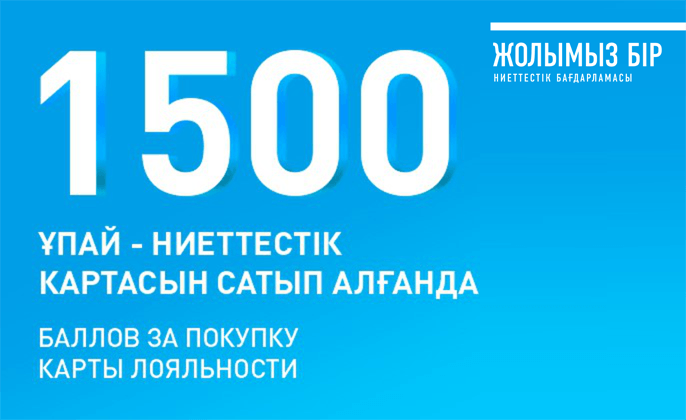 ЖОЛЫМЫЗ БІР
НИЕТТЕСТІК БАҒДАРЛАМАСЫ
1500
ҰПАЙ - НИЕТТЕСТІК
КАРТАСЫН САТЫП АЛҒАНДА
БАЛЛОВ ЗА ПОКУПКУ
КАРТЫ ЛОЯЛЬНОСТИ